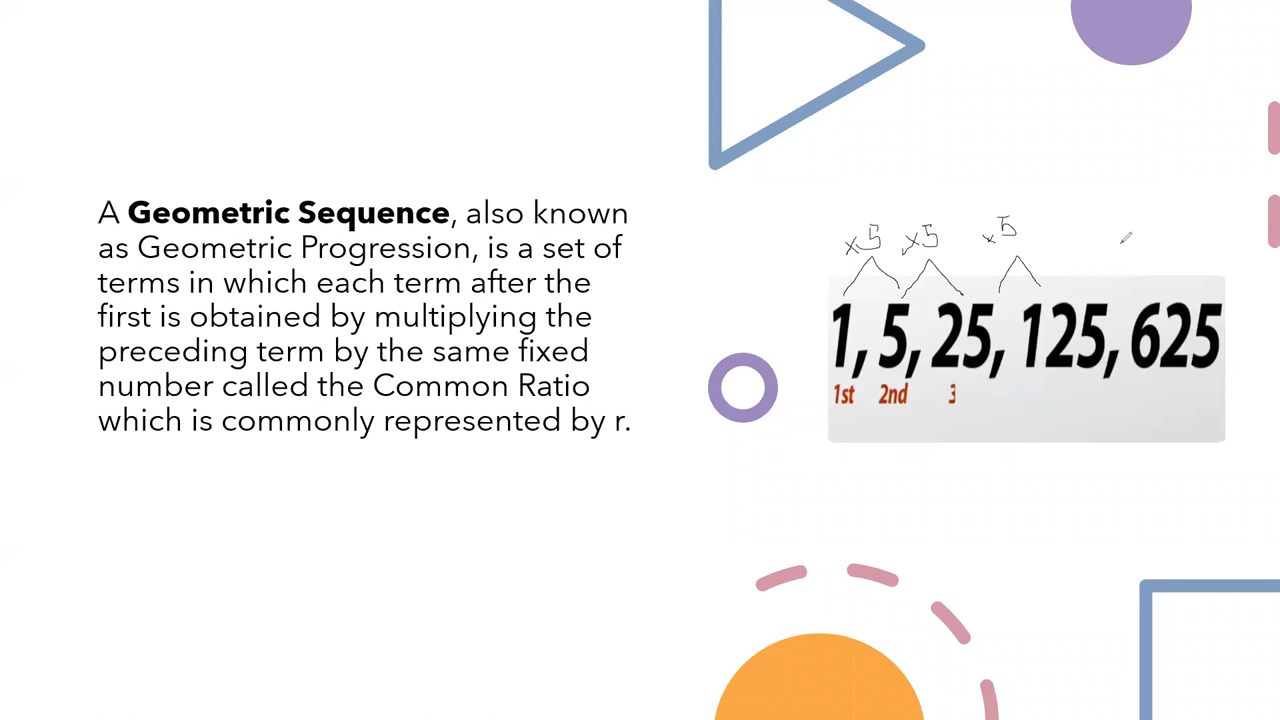 A Geometric Sequence, also known
as Geometric Progression, is a set of
terms in which each term after the
first is obtained by multiplying the
preceding term by the same fixed
number called the Common Ratio
which is commonly represented by r.
x5 x5 x5
1, 5, 25, 125, 625
1st 2nd 3